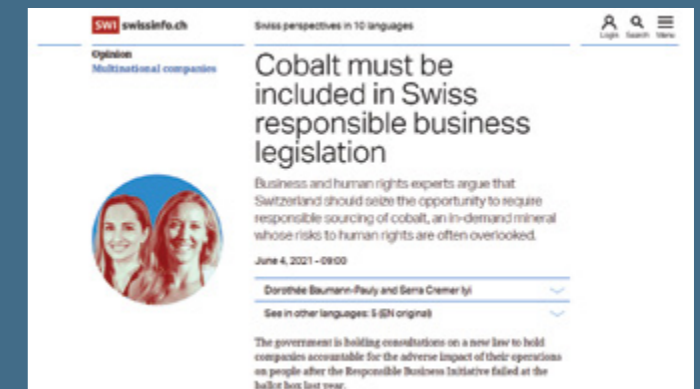 SWI swissinfo.ch
Swiss perspectives in 10 languages
Login Search Menu
Opinion
Multinational companies
Cobalt must be
included in Swiss
responsible business
legislation
Business and human rights experts argue that
Switzerland should seize the opportunity to require
responsible sourcing of cobalt, an in-demand mineral
whose risks to human rights are often overlooked.
June 4, 2021 - 09:00
Dorothée Baumann-Pauly and Serra Cremer Iyi
See in other languages: 5 (EN original)
The government is holding consultations on a new law to hold
companies accountable for the adverse impact of their operations
on people after the Responsible Business Initiative failed at the
ballot box last year.